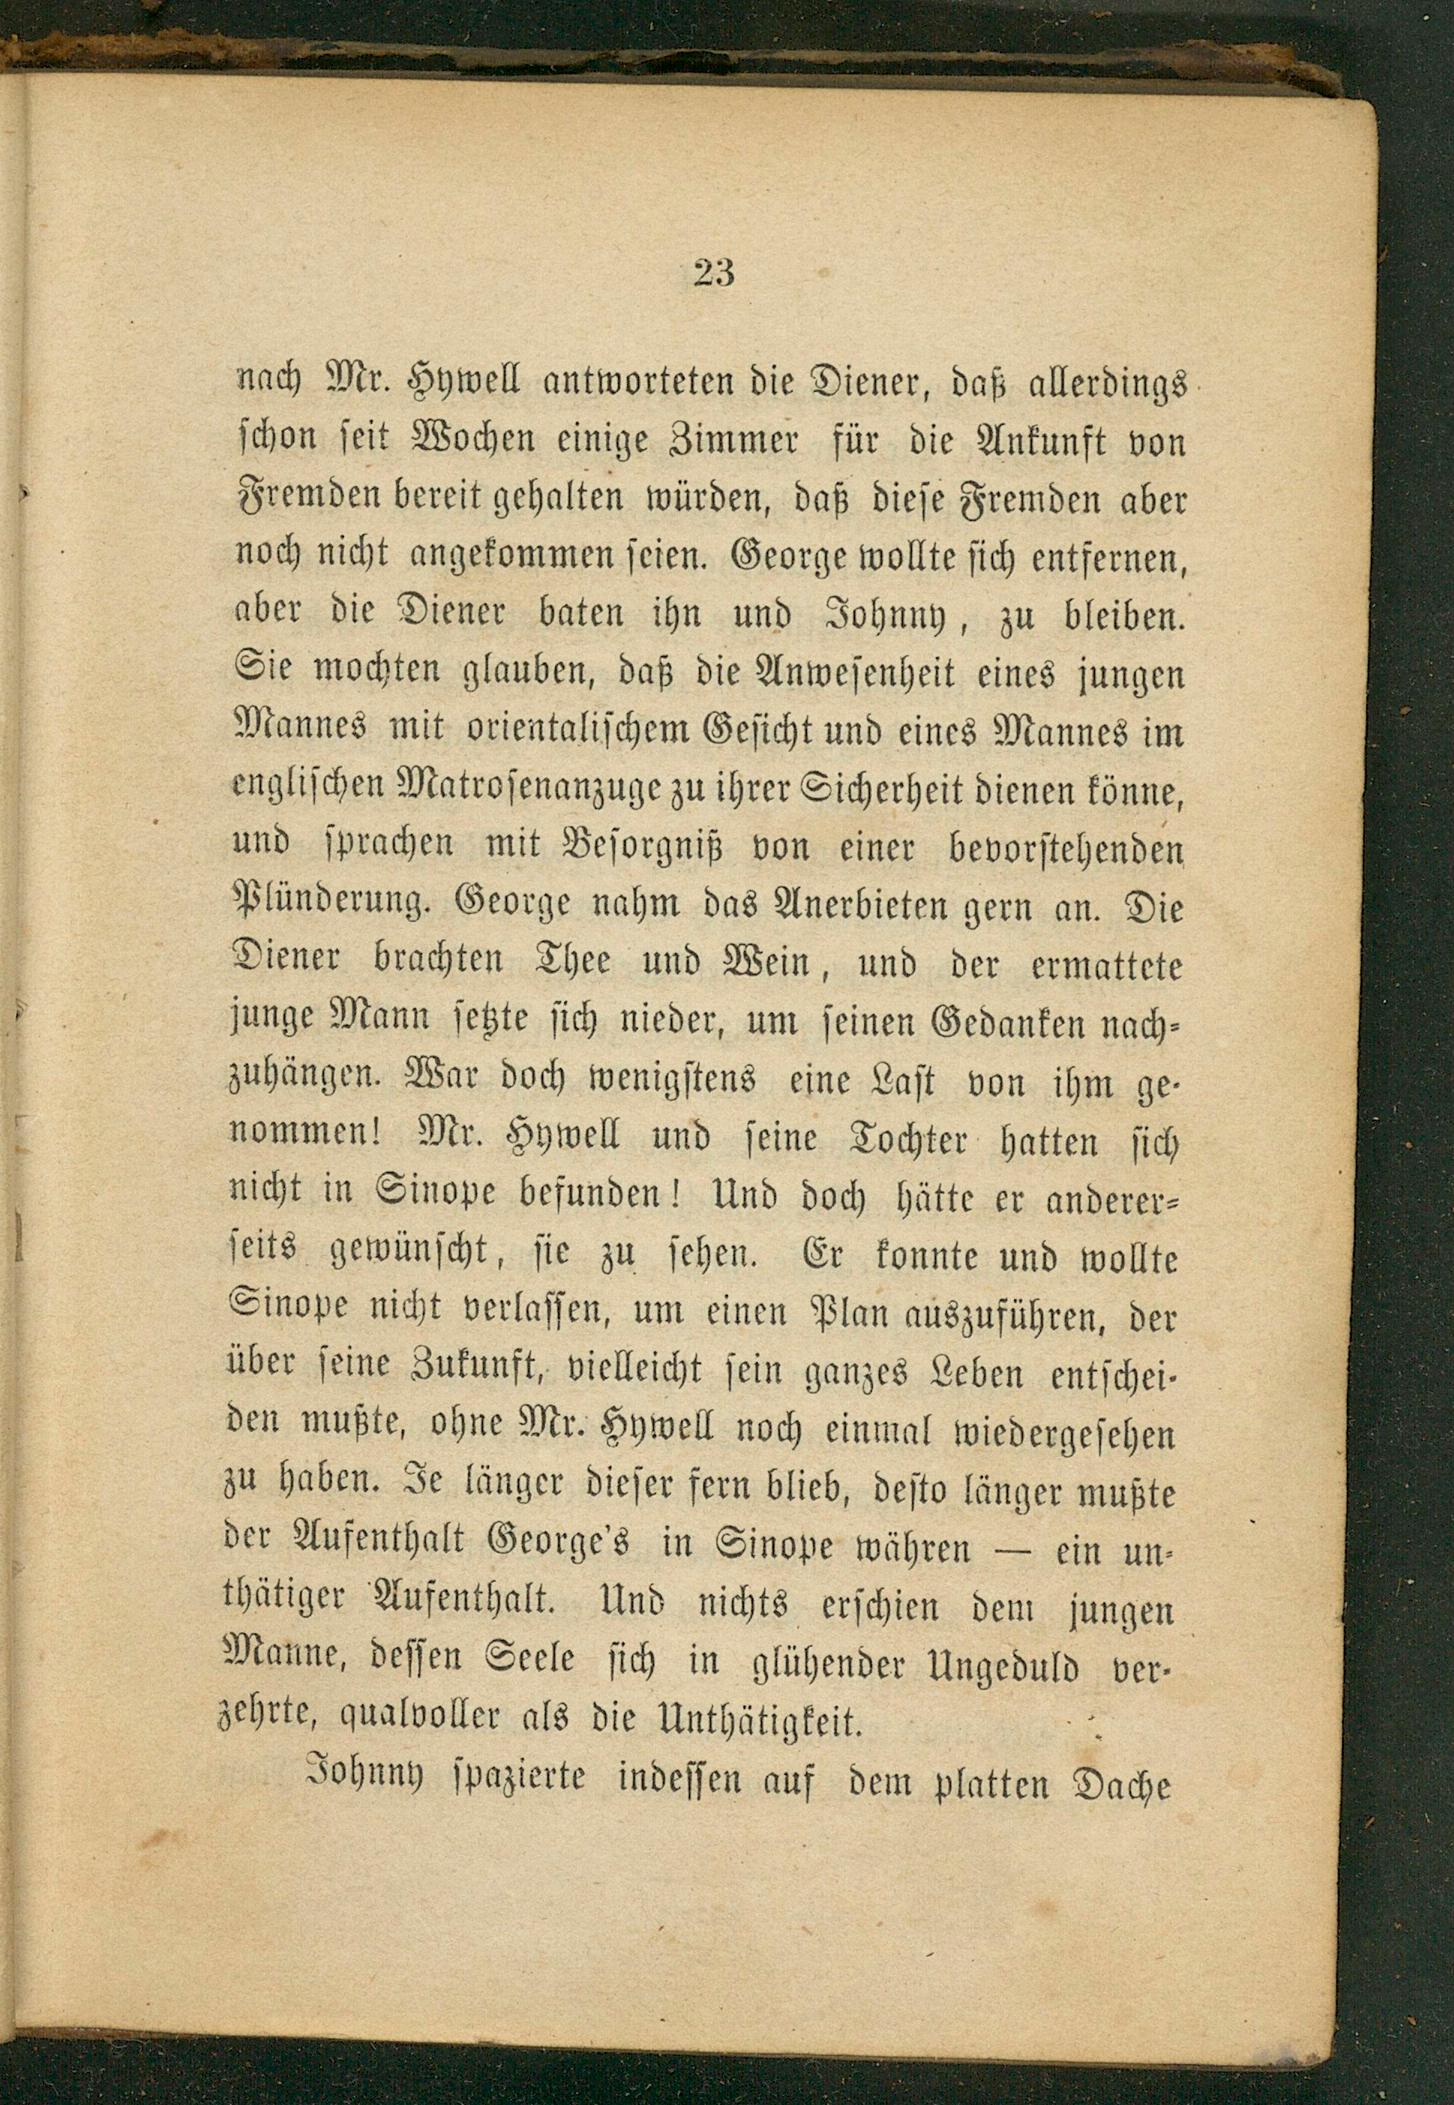 23
nach Mr. Hywell antworteten die Diener, daß allerdings
schon seit Wochen einige Zimmer für die Ankunft von
Fremden bereit gehalten würden, daß diese Fremden aber
noch nicht angekommen seien. George wollte sich entfernen,
aber die Diener baten ihn und Johnny, zu bleiben.
Sie mochten glauben, daß die Anwesenheit eines jungen
Mannes mit orientalischem Gesicht und eines Mannes im
englischen Matrosenanzuge zu ihrer Sicherheit dienen könne,
und sprachen mit Besorgniß von einer bevorstehenden
Plünderung. George nahm das Anerbieten gern an. Die
Diener brachten Thee und Wein, und der ermattete
junge Mann setzte sich nieder, um seinen Gedanken nach-
zuhängen. War doch wenigstens eine Last von ihm ge-
nommen! Mr. Hywell und seine Tochter hatten sich
nicht in Sinope befunden! Und doch hätte er anderer-
seits gewünscht, sie zu sehen. Er konnte und wollte
Sinope nicht verlassen, um einen Plan auszuführen, der
über seine Zukunft, vielleicht sein ganzes Leben entschei-
den mußte, ohne Mr. Hywell noch einmal wiedergesehen
zu haben. Je länger dieser fern blieb, desto länger mußte
der Aufenthalt George's in Sinope währen — ein un-
thätiger Aufenthalt. Und nichts erschien dem jungen
Manne, dessen Seele sich in glühender Ungeduld ver-
zehrte, qualvoller als die Unthätigkeit.
Johnny spazierte indessen auf dem platten Dache